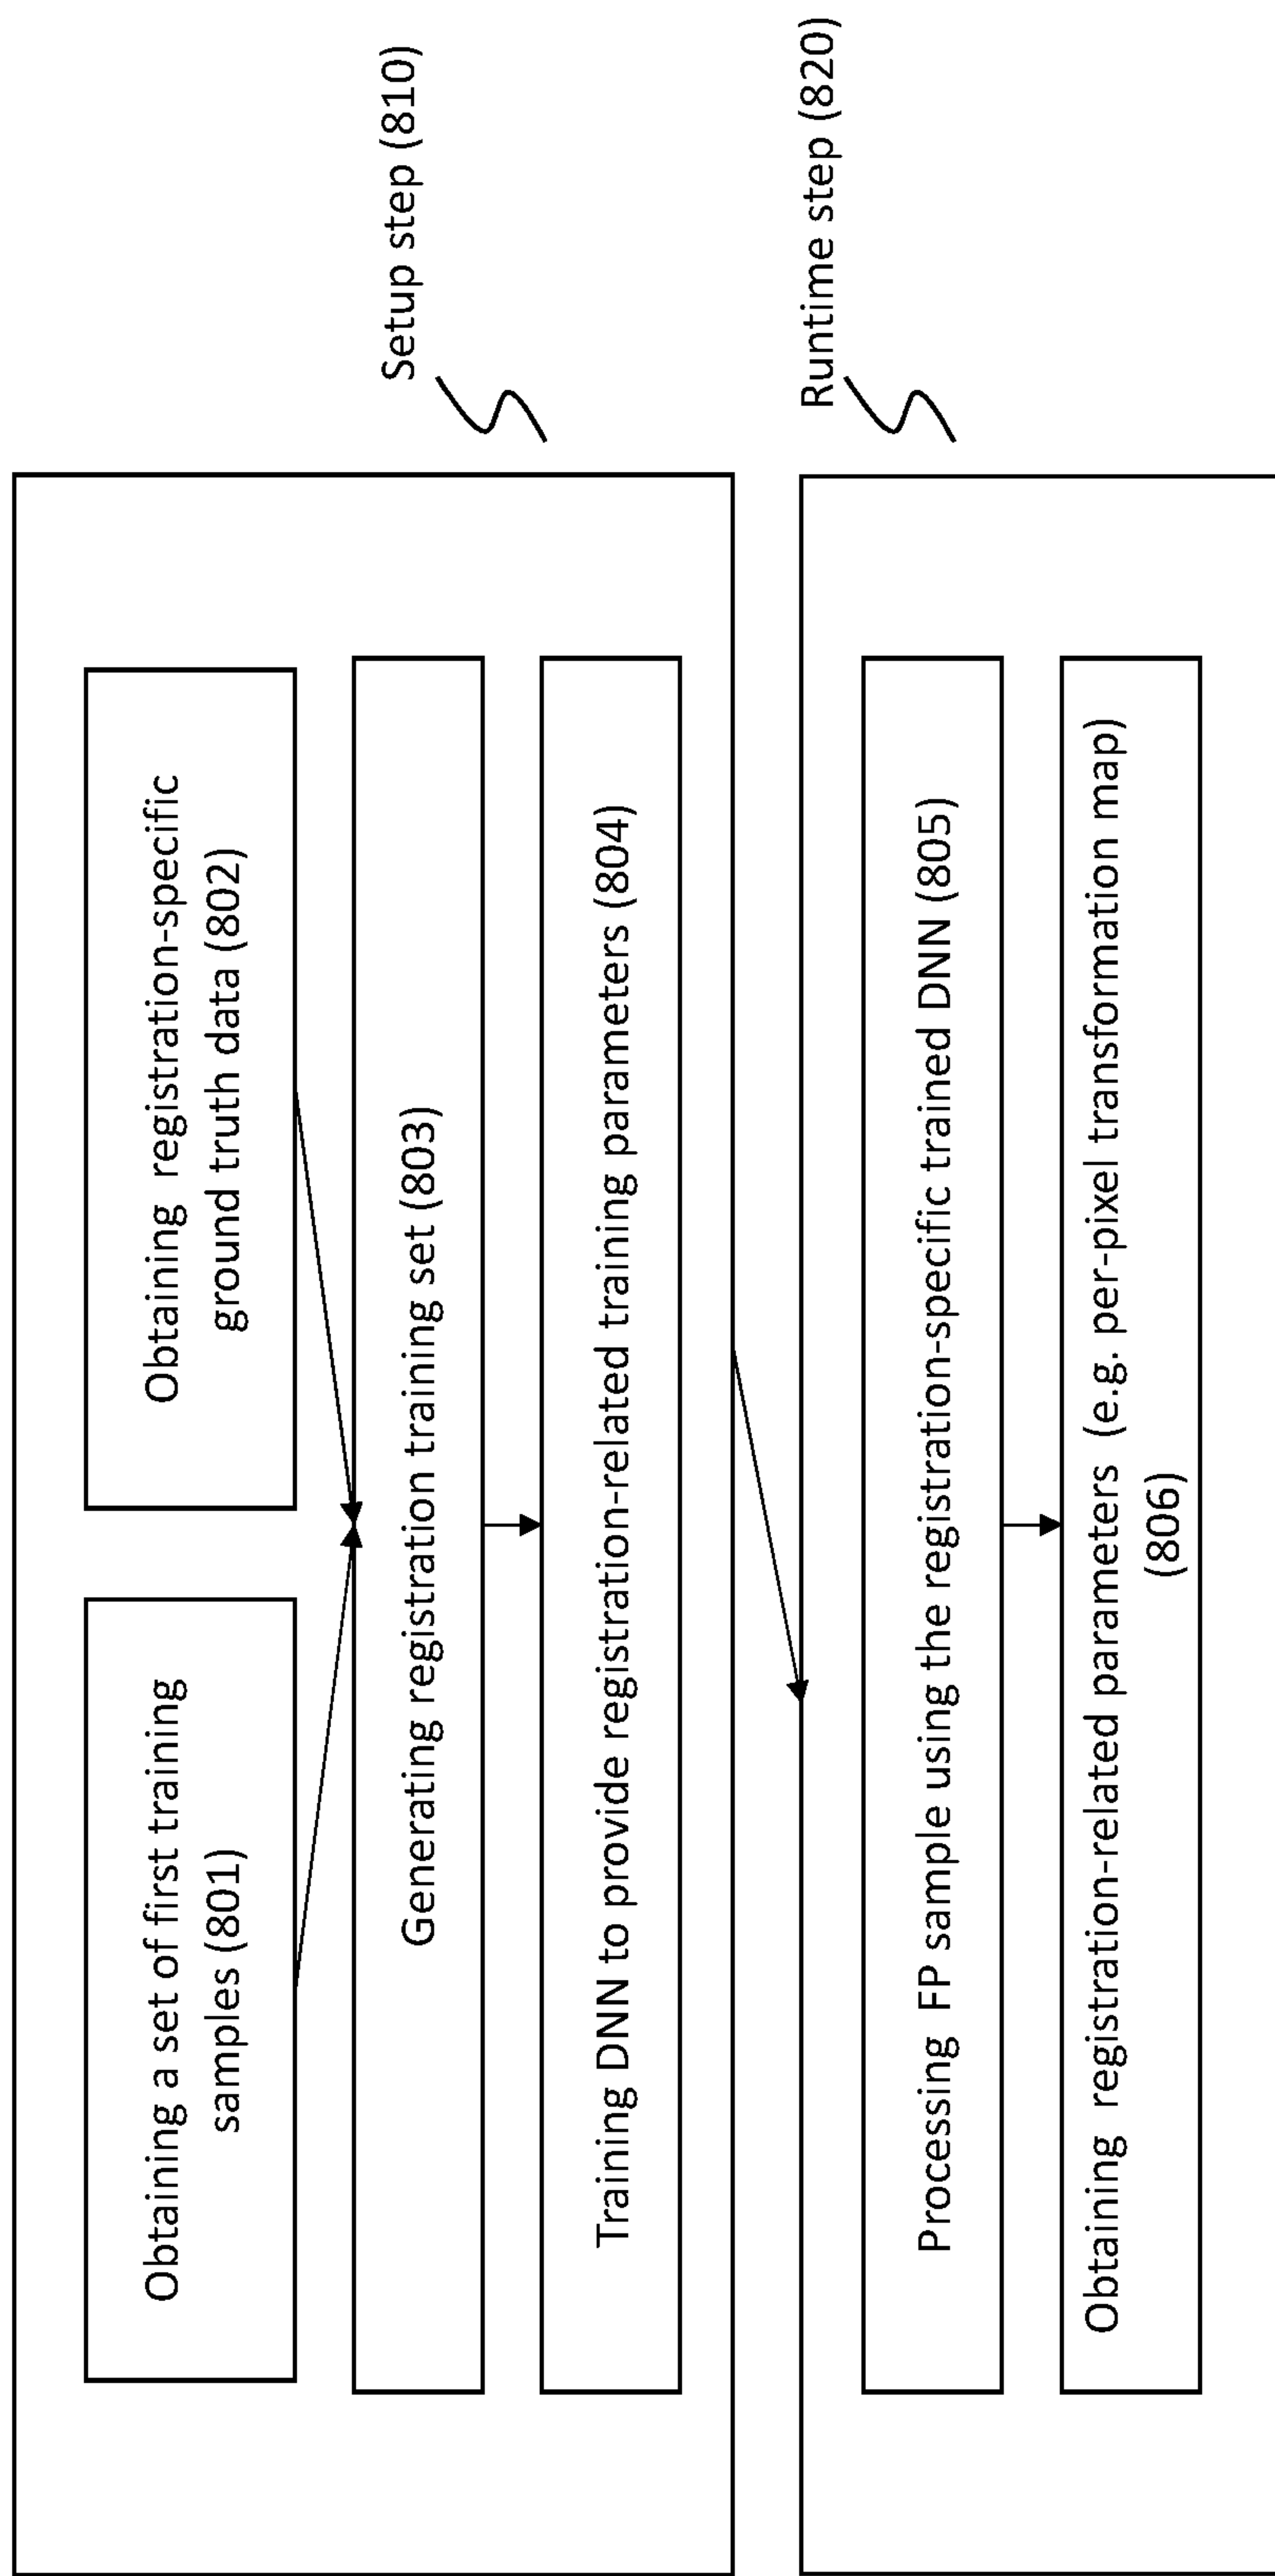 Obtaining a set of first training
samples (801)
Obtaining registration-specific
ground truth data (802)
Generating registration training set (803)
Training DNN to provide registration-related training parameters (804)
Setup step (810)
Processing FP sample using the registration-specific trained DNN (805)
Obtaining registration-related parameters (e.g. per-pixel transformation map)
(806)
Runtime step (820)